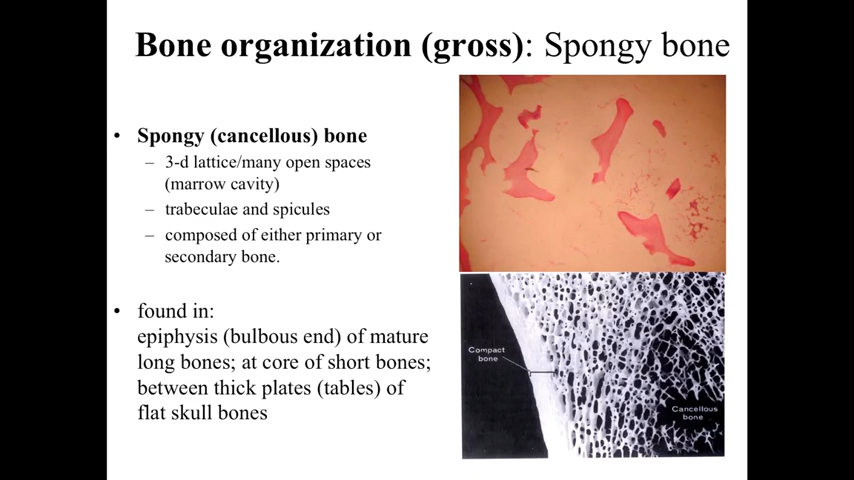 Bone organization (gross): Spongy bone
• Spongy (cancellous) bone
– 3-d lattice/many open spaces
(marrow cavity)
– trabeculae and spicules
– composed of either primary or
secondary bone.
• found in:
epiphysis (bulbous end) of mature
long bones; at core of short bones;
between thick plates (tables) of
flat skull bones
Compact
bone
Cancellous
bone